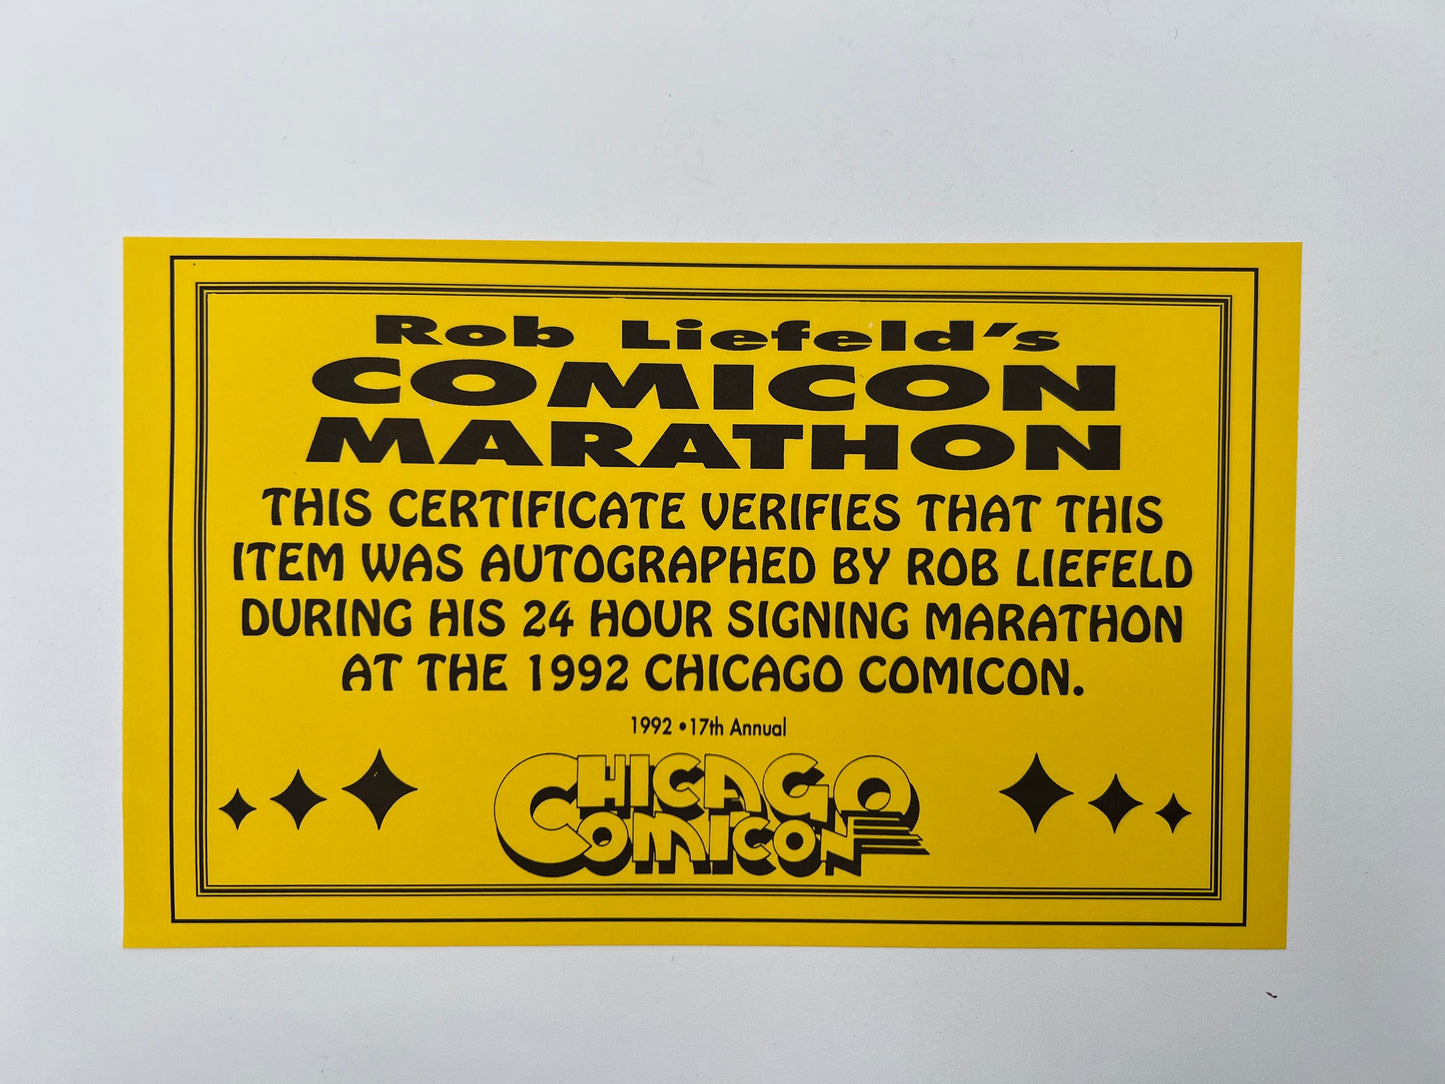 Rob Liefeld's
COMICON
MARATHON
THIS CERTIFICATE VERIFIES THAT THIS
ITEM WAS AUTOGRAPHED BY ROB LIEFELD
DURING HIS 24 HOUR SIGNING MARATHON
AT THE 1992 CHICAGO COMICON.
1992 • 17th Annual
CHICAGO
COMICON